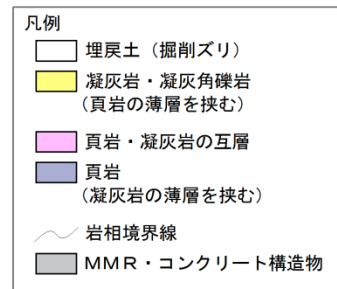 凡例
埋戻土（掘削ズリ）
凝灰岩・凝灰角礫岩
（頁岩の薄層を挟む）
頁岩・凝灰岩の互層
頁岩
（凝灰岩の薄層を挟む）
岩相境界線
ＭＭＲ・コンクリート構造物